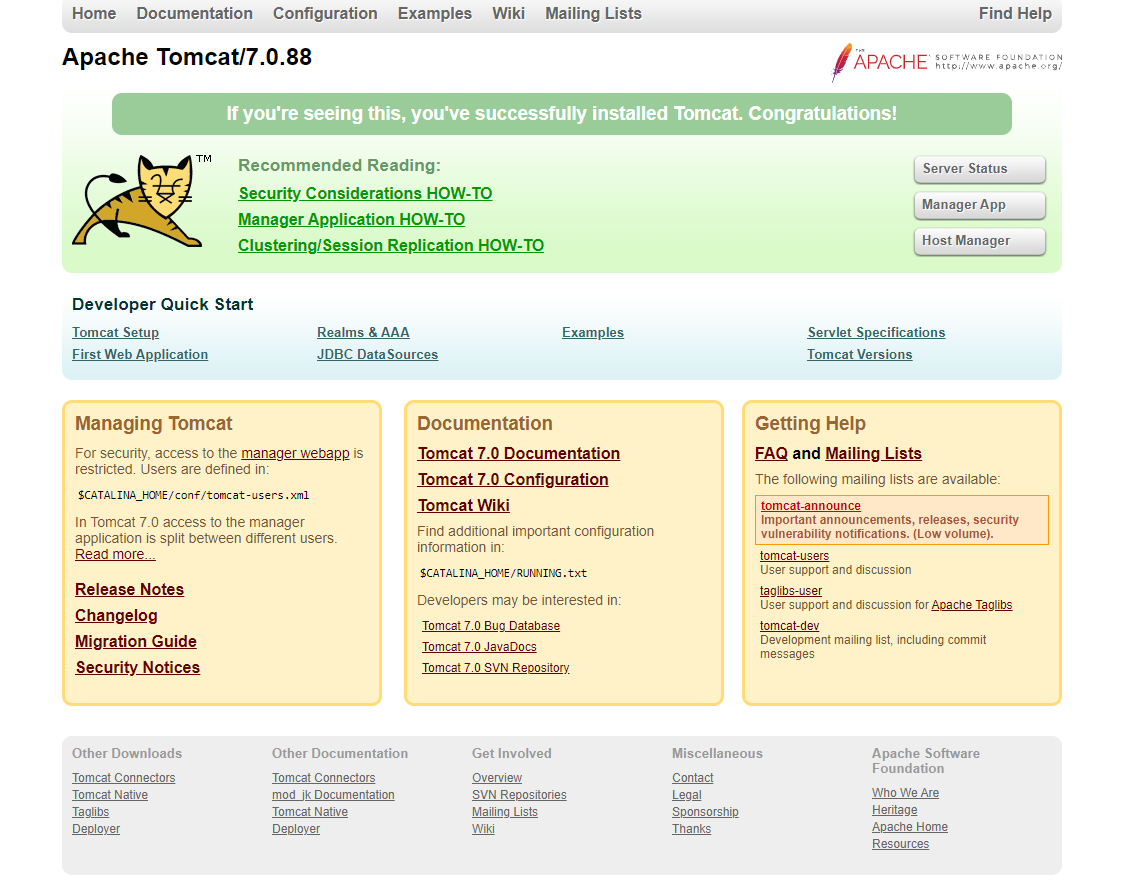 Home Documentation Configuration Examples Wiki Mailing Lists Find Help
Apache Tomcat/7.0.88
THE
APACHE SOFTWARE FOUNDATION
http://www.apache.org/
If you're seeing this, you've successfully installed Tomcat. Congratulations!
TM
Recommended Reading:
Security Considerations HOW-TO
Manager Application HOW-TO
Clustering/Session Replication HOW-TO
Server Status
Manager App
Host Manager
Developer Quick Start
Tomcat Setup
First Web Application
Realms & AAA
JDBC DataSources
Examples
Servlet Specifications
Tomcat Versions
Managing Tomcat
For security, access to the manager webapp is
restricted. Users are defined in:
$CATALINA_HOME/conf/tomcat-users.xml
In Tomcat 7.0 access to the manager
application is split between different users.
Read more...
Release Notes
Changelog
Migration Guide
Security Notices
Documentation
Tomcat 7.0 Documentation
Tomcat 7.0 Configuration
Tomcat Wiki
Find additional important configuration
information in:
$CATALINA_HOME/RUNNING.txt
Developers may be interested in:
Tomcat 7.0 Bug Database
Tomcat 7.0 JavaDocs
Tomcat 7.0 SVN Repository
Getting Help
FAQ and Mailing Lists
The following mailing lists are available:
tomcat-announce
Important announcements, releases, security
vulnerability notifications. (Low volume).
tomcat-users
User support and discussion
taglibs-user
User support and discussion for Apache Taglibs
tomcat-dev
Development mailing list, including commit
messages
Other Downloads
Tomcat Connectors
Tomcat Native
Taglibs
Deployer
Other Documentation
Tomcat Connectors
mod_jk Documentation
Tomcat Native
Deployer
Get Involved
Overview
SVN Repositories
Mailing Lists
Wiki
Miscellaneous
Contact
Legal
Sponsorship
Thanks
Apache Software
Foundation
Who We Are
Heritage
Apache Home
Resources